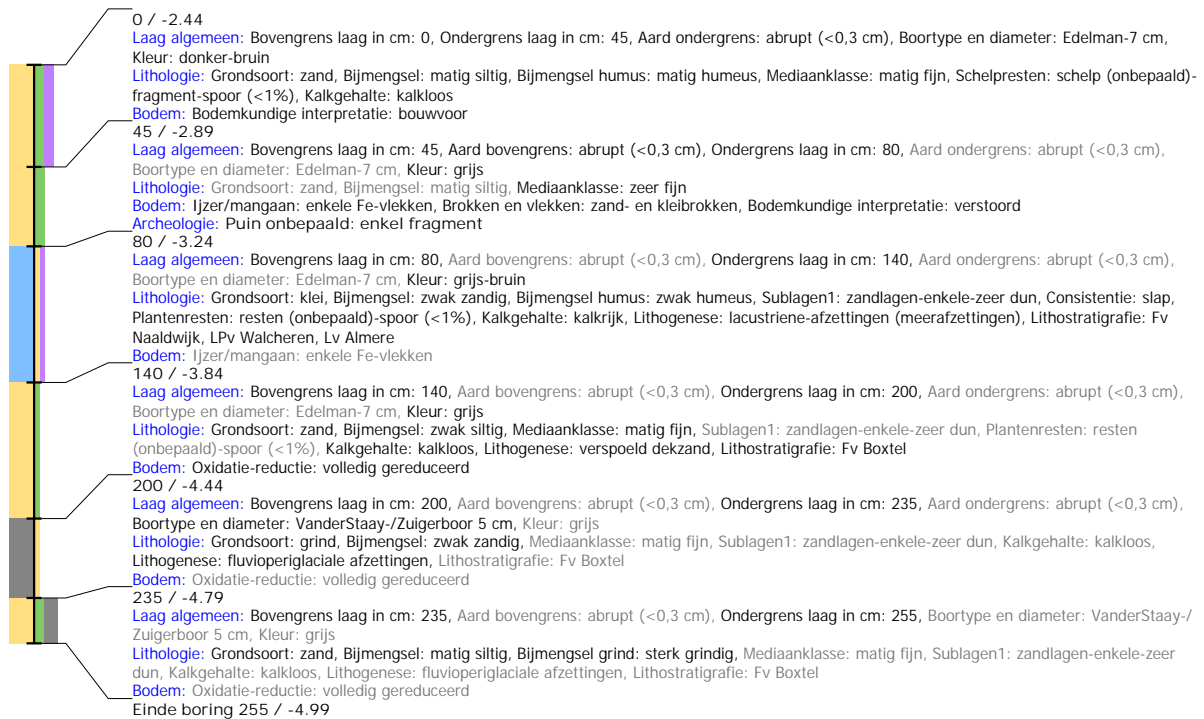 0 / -2.44
Laag algemeen: Bovengrens laag in cm: 0, Ondergrens laag in cm: 45, Aard ondergrens: abrupt (<0,3 cm), Boortype en diameter: Edelman-7 cm,
Kleur: donker-bruin
Lithologie: Grondsoort: zand, Bijmengsel: matig siltig, Bijmengsel humus: matig humeus, Mediaanklasse: matig fijn, Schelpresten: schelp (onbepaald)-
fragment-spoor (<1%), Kalkgehalte: kalkloos
Bodem: Bodemkundige interpretatie: bouwvoor
45 / -2.89
Laag algemeen: Bovengrens laag in cm: 45, Aard bovengrens: abrupt (<0,3 cm), Ondergrens laag in cm: 80, Aard ondergrens: abrupt (<0,3 cm),
Boortype en diameter: Edelman-7 cm, Kleur: grijs
Lithologie: Grondsoort: zand, Bijmengsel: matig siltig, Mediaanklasse: zeer fijn
Bodem: Ijzer/mangaan: enkele Fe-vlekken, Brokken en vlekken: zand- en kleibrokken, Bodemkundige interpretatie: verstoord
Archeologie: Puin onbepaald: enkel fragment
80 / -3.24
Laag algemeen: Bovengrens laag in cm: 80, Aard bovengrens: abrupt (<0,3 cm), Ondergrens laag in cm: 140, Aard ondergrens: abrupt (<0,3 cm),
Boortype en diameter: Edelman-7 cm, Kleur: grijs-bruin
Lithologie: Grondsoort: klei, Bijmengsel: zwak zandig, Bijmengsel humus: zwak humeus, Sublagen1: zandlagen-enkele-zeer dun, Consistentie: slap,
Plantenresten: resten (onbepaald)-spoor (<1%), Kalkgehalte: kalkrijk, Lithogenese: lacustriene-afzettingen (meerafzettingen), Lithostratigrafie: Fv
Naaldwijk, LPv Walcheren, Lv Almere
Bodem: Ijzer/mangaan: enkele Fe-vlekken
140 / -3.84
Laag algemeen: Bovengrens laag in cm: 140, Aard bovengrens: abrupt (<0,3 cm), Ondergrens laag in cm: 200, Aard ondergrens: abrupt (<0,3 cm),
Boortype en diameter: Edelman-7 cm, Kleur: grijs
Lithologie: Grondsoort: zand, Bijmengsel: zwak siltig, Mediaanklasse: matig fijn, Sublagen1: zandlagen-enkele-zeer dun, Plantenresten: resten
(onbepaald)-spoor (<1%), Kalkgehalte: kalkloos, Lithogenese: verspoeld dekzand, Lithostratigrafie: Fv Boxtel
Bodem: Oxidatie-reductie: volledig gereduceerd
200 / -4.44
Laag algemeen: Bovengrens laag in cm: 200, Aard bovengrens: abrupt (<0,3 cm), Ondergrens laag in cm: 235, Aard ondergrens: abrupt (<0,3 cm),
Boortype en diameter: VanderStaay-/Zuigerboor 5 cm, Kleur: grijs
Lithologie: Grondsoort: grind, Bijmengsel: zwak zandig, Mediaanklasse: matig fijn, Sublagen1: zandlagen-enkele-zeer dun, Kalkgehalte: kalkloos,
Lithogenese: fluvioperiglaciale afzettingen, Lithostratigrafie: Fv Boxtel
Bodem: Oxidatie-reductie: volledig gereduceerd
235 / -4.79
Laag algemeen: Bovengrens laag in cm: 235, Aard bovengrens: abrupt (<0,3 cm), Ondergrens laag in cm: 255, Boortype en diameter: VanderStaay-/
Zuigerboor 5 cm, Kleur: grijs
Lithologie: Grondsoort: zand, Bijmengsel: matig siltig, Bijmengsel grind: sterk grindig, Mediaanklasse: matig fijn, Sublagen1: zandlagen-enkele-zeer
dun, Kalkgehalte: kalkloos, Lithogenese: fluvioperiglaciale afzettingen, Lithostratigrafie: Fv Boxtel
Bodem: Oxidatie-reductie: volledig gereduceerd
Einde boring 255 / -4.99